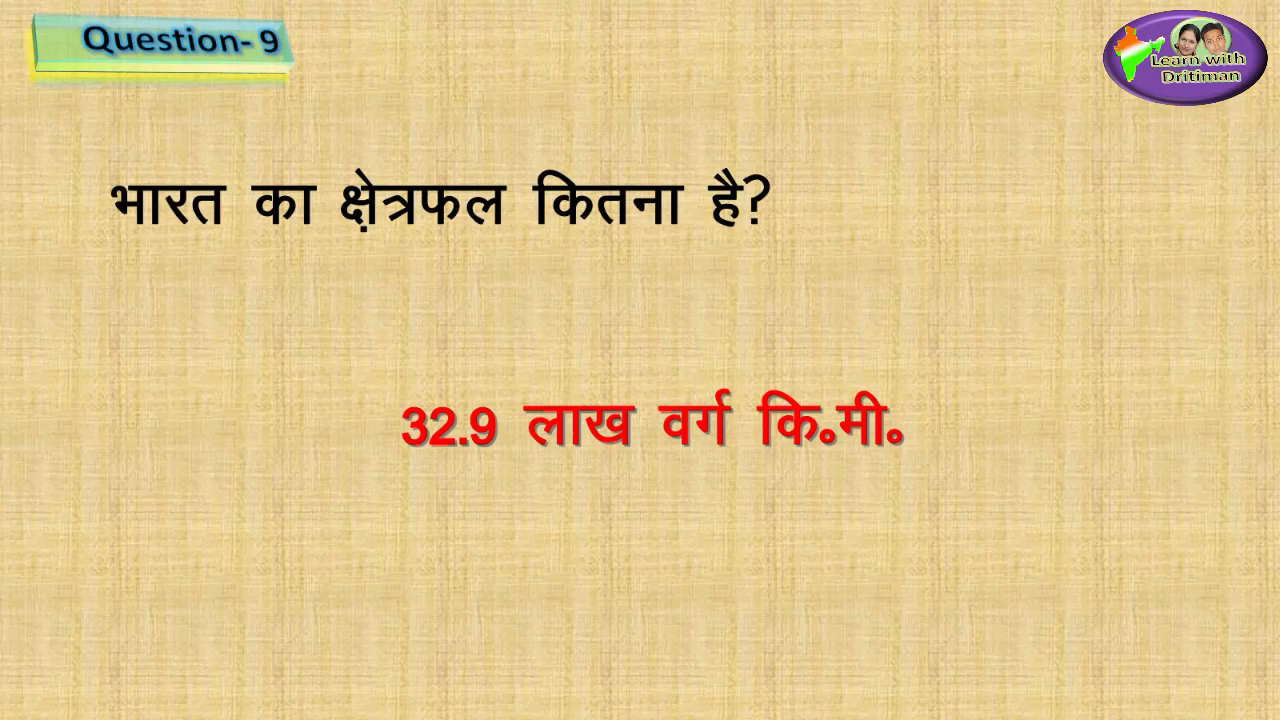 Question- 9
Learn with
Dritiman
भारत का क्षे़त्रफल कितना है?
32.9 लाख वर्ग कि॰मी॰